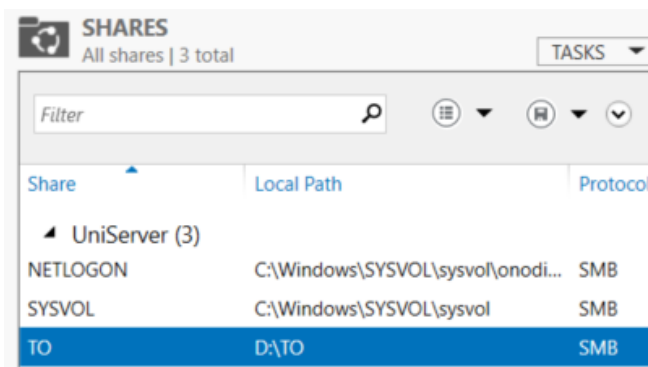 SHARES
All shares | 3 total
TASKS
Filter
Share Local Path Protocol
UniServer (3)
NETLOGON C:\Windows\SYSVOL\sysvol\onodi... SMB
SYSVOL C:\Windows\SYSVOL\sysvol SMB
TO D:\TO SMB